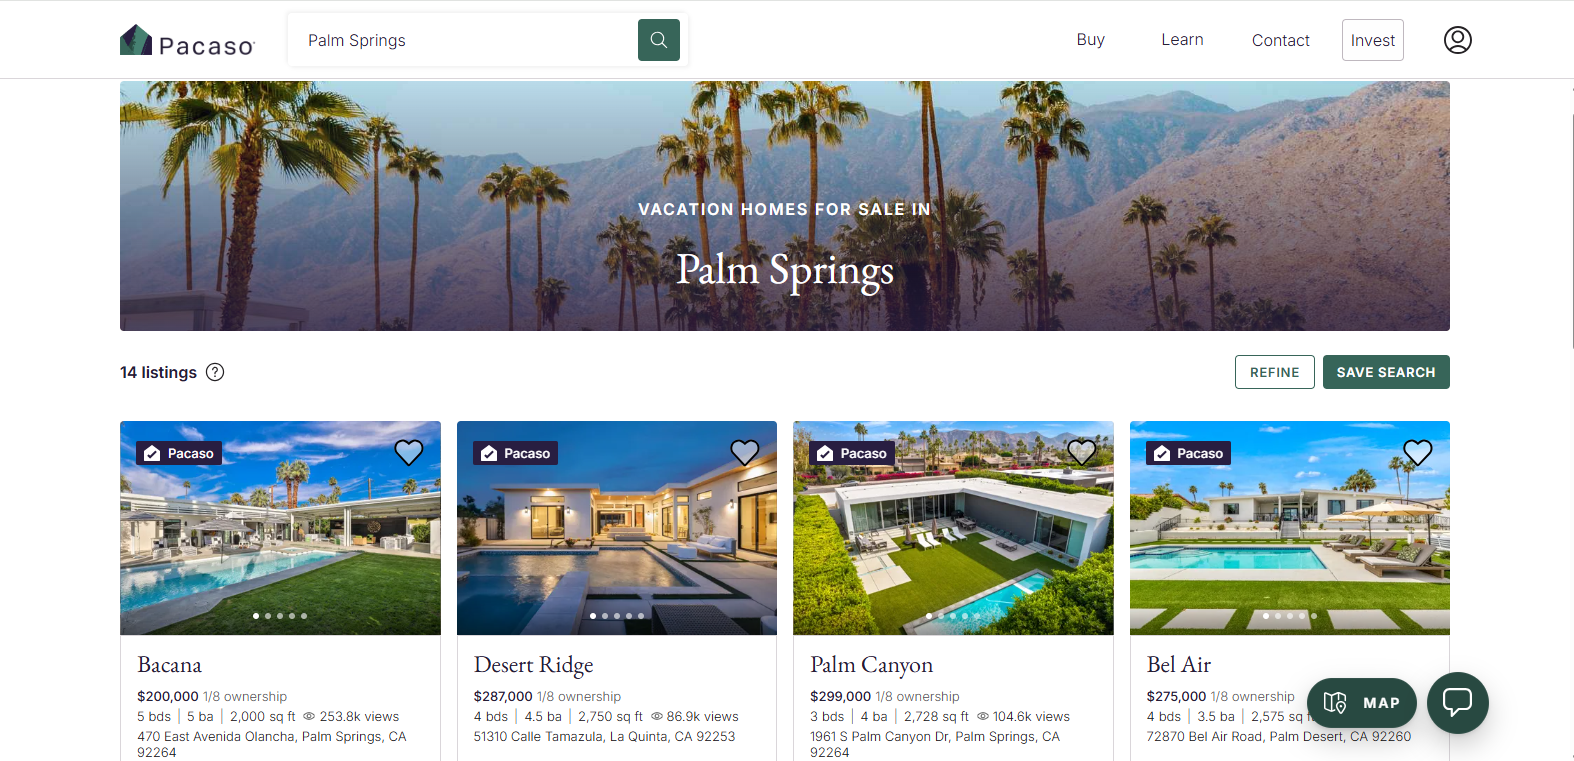 Pacaso
Palm Springs
Buy
Learn
Contact
Invest
VACATION HOMES FOR SALE IN
Palm Springs
14 listings
REFINE
SAVE SEARCH
Pacaso
Pacaso
Pacaso
Pacaso
Bacana
$200,000 1/8 ownership
5 bds | 5 ba | 2,000 sq ft 253.8k views
470 East Avenida Olancha, Palm Springs, CA
92264
Desert Ridge
$287,000 1/8 ownership
4 bds | 4.5 ba | 2,750 sq ft 86.9k views
51310 Calle Tamazula, La Quinta, CA 92253
Palm Canyon
$299,000 1/8 ownership
3 bds | 4 ba | 2,728 sq ft 104.6k views
1961 S Palm Canyon Dr, Palm Springs, CA
92264
Bel Air
$275,000 1/8 ownership
4 bds | 3.5 ba | 2,575 sq
72870 Bel Air Road, Palm Desert, CA 92260
MAP